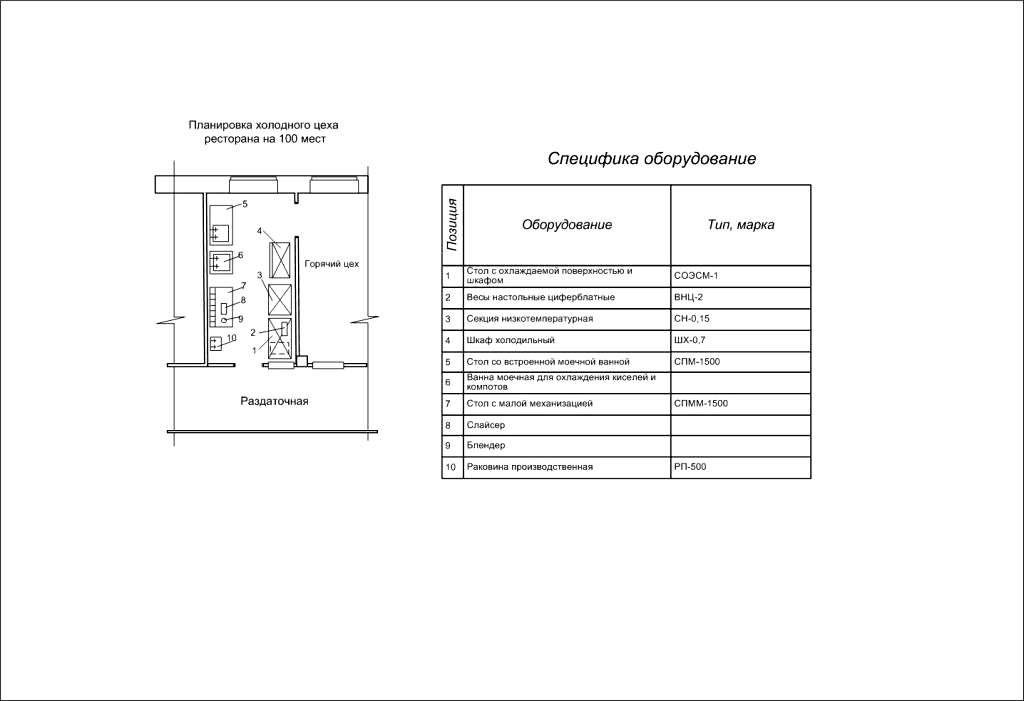 Планировка холодного цеха
ресторана на 100 мест
5
4
6
Горячий цех
3
7
8
9
2
10
1
Раздаточная
Специфика оборудование
Позиция
Оборудование
Тип, марка
1
Стол с охлаждаемой поверхностью и
шкафом
СОЭСМ-1
2
Весы настольные циферблатные
ВНЦ-2
3
Секция низкотемпературная
СН-0,15
4
Шкаф холодильный
ШХ-0,7
5
Стол со встроенной моечной ванной
СПМ-1500
6
Ванна моечная для охлаждения киселей и
компотов
7
Стол с малой механизацией
СПММ-1500
8
Слайсер
9
Блендер
10
Раковина производственная
РП-500